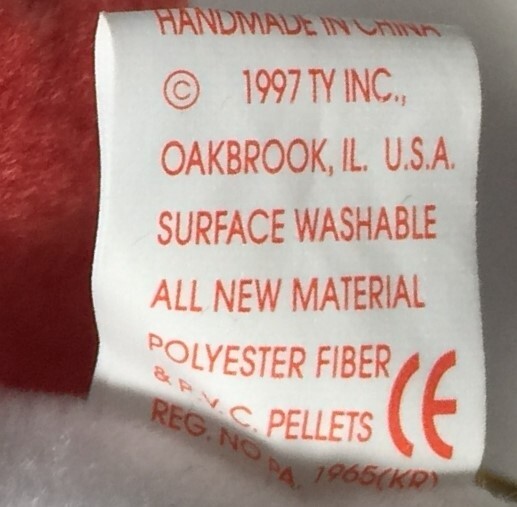 HANDMADE IN CHINA
© 1997 TY INC.,
OAKBROOK, IL. U.S.A.
SURFACE WASHABLE
ALL NEW MATERIAL
POLYESTER FIBER
& P.V.C. PELLETS CE
REG. NO PA. 1965(KR)